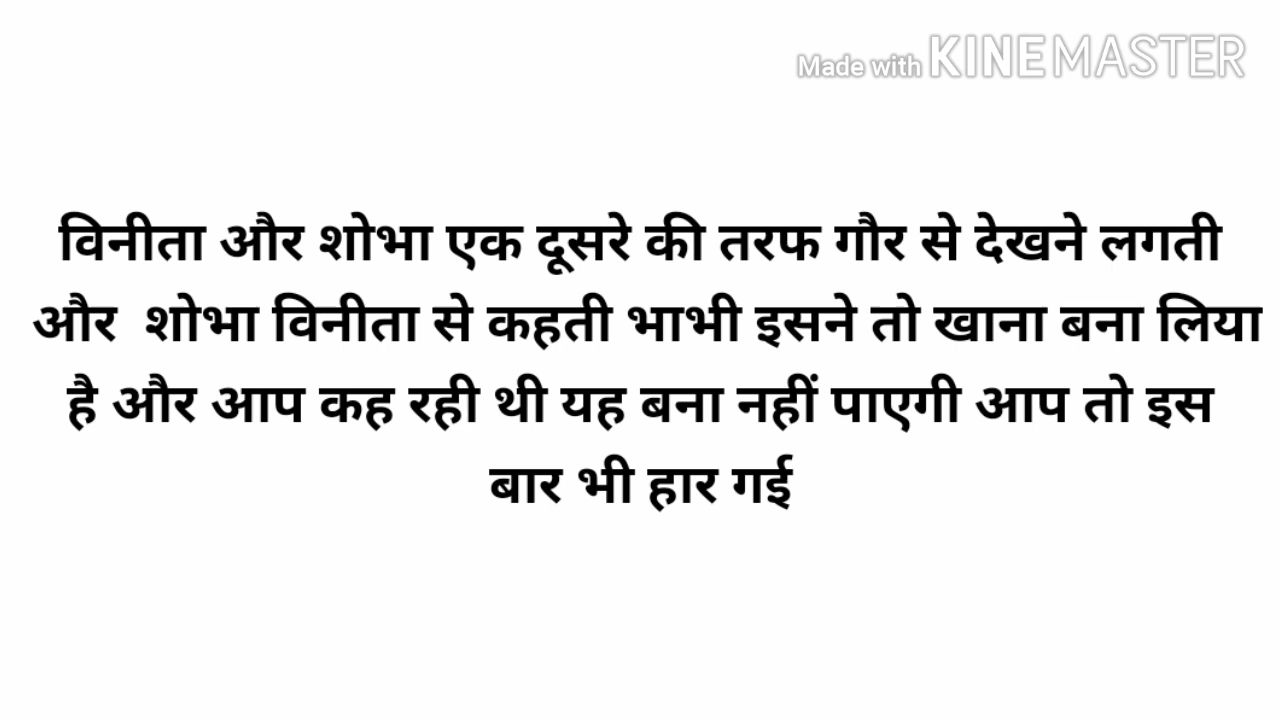 Made with KINEMASTER
विनीता और शोभा एक दूसरे की तरफ गौर से देखने लगती
और शोभा विनीता से कहती भाभी इसने तो खाना बना लिया
है और आप कह रही थी यह बना नहीं पाएगी आप तो इस
बार भी हार गई